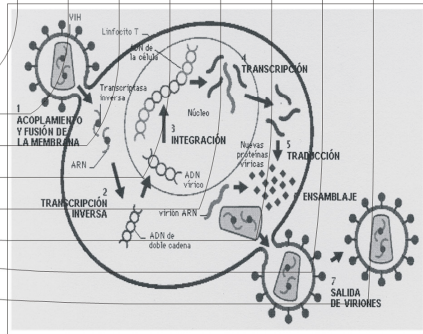 VIH
Linfocito T
ADN de
la célula
4
TRANSCRIPCIÓN
Transcriptasa
inversa
Núcleo
1
ACOPLAMIENTO
Y FUSIÓN DE
LA MEMBRANA
3
INTEGRACIÓN
ARN
Nuevas
proteínas
víricas
5
TRADUCCIÓN
ADN
vírico
2
TRANSCRIPCIÓN
INVERSA
virión ARN
ENSAMBLAJE
ADN de
doble cadena
7
SALIDA
DE VIRIONES